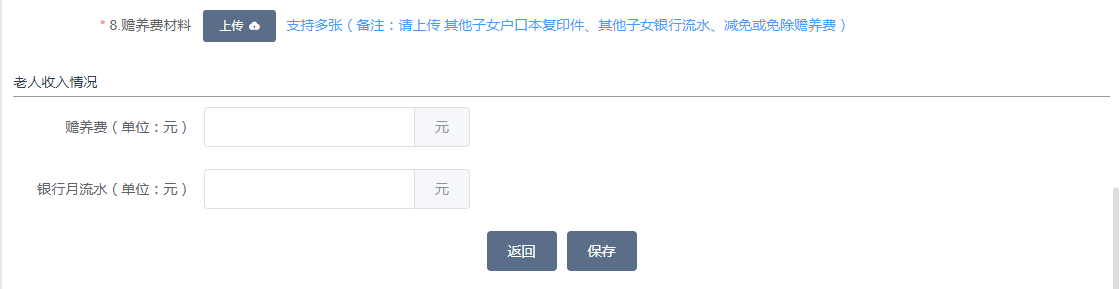 * 8.赡养费材料 上传 支持多张（备注：请上传 其他子女户口本复印件、其他子女银行流水、减免或免除赡养费）
老人收入情况
赡养费（单位：元） 元
银行月流水（单位：元） 元
返回 保存